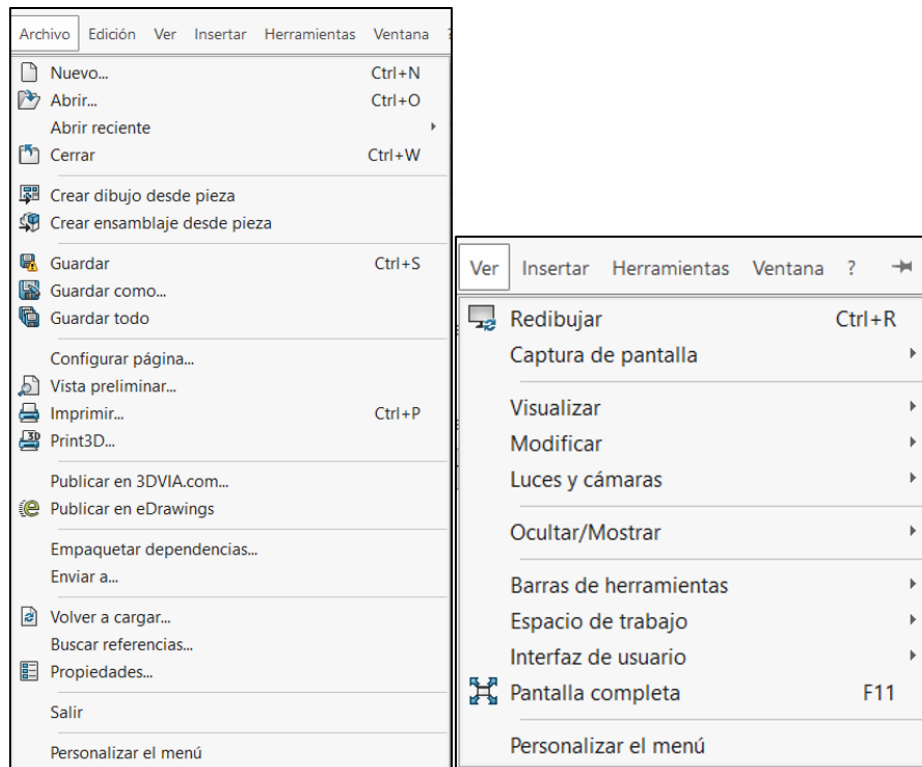 Archivo Edición Ver Insertar Herramientas Ventana ?
Nuevo... Ctrl+N
Abrir... Ctrl+O
Abrir reciente
Cerrar Ctrl+W
Crear dibujo desde pieza
Crear ensamblaje desde pieza
Guardar Ctrl+S
Guardar como...
Guardar todo
Configurar página...
Vista preliminar...
Imprimir... Ctrl+P
Print3D...
Publicar en 3DVIA.com...
Publicar en eDrawings
Empaquetar dependencias...
Enviar a...
Volver a cargar...
Buscar referencias...
Propiedades...
Salir
Personalizar el menú
Ver Insertar Herramientas Ventana ?
Redibujar Ctrl+R
Captura de pantalla
Visualizar
Modificar
Luces y cámaras
Ocultar/Mostrar
Barras de herramientas
Espacio de trabajo
Interfaz de usuario
Pantalla completa F11
Personalizar el menú